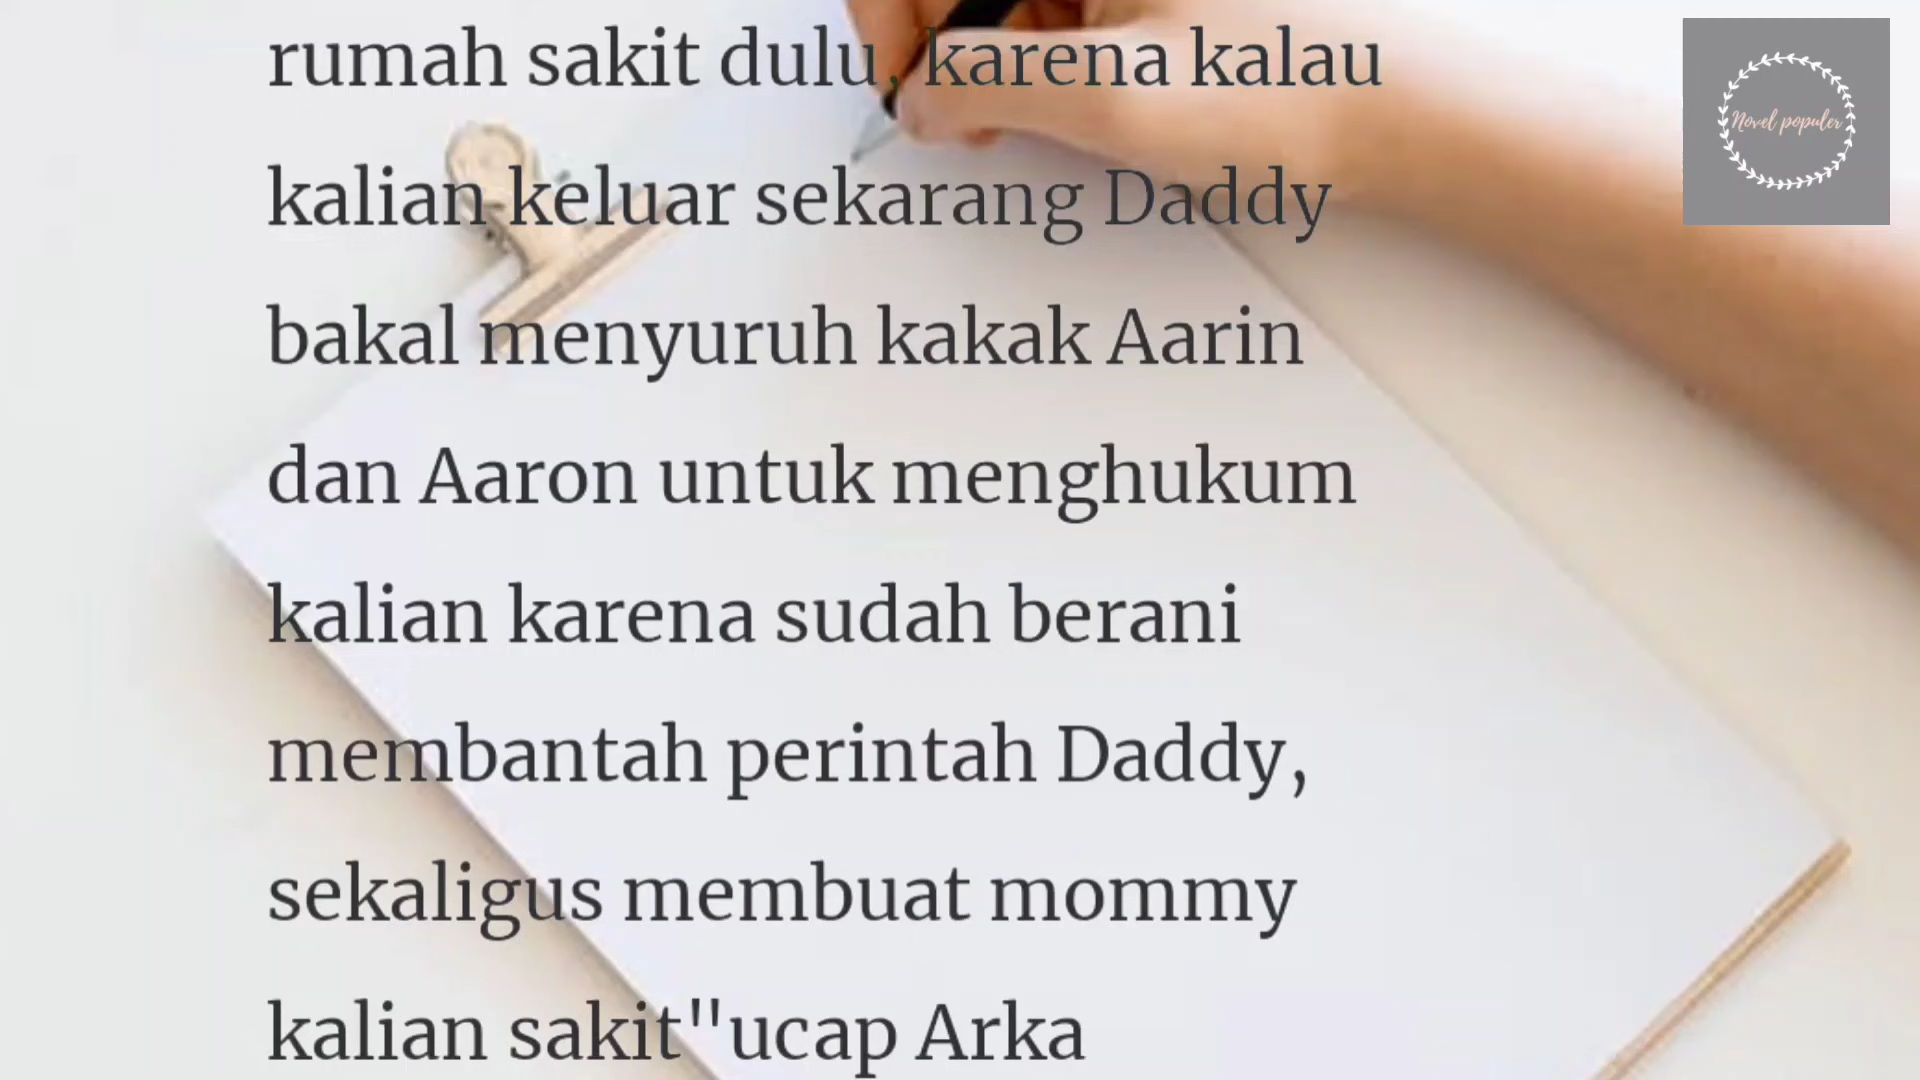 rumah sakit dulu, karena kalau
kalian keluar sekarang Daddy
bakal menyuruh kakak Aarin
dan Aaron untuk menghukum
kalian karena sudah berani
membantah perintah Daddy,
sekaligus membuat mommy
kalian sakit"ucap Arka
Novel populer